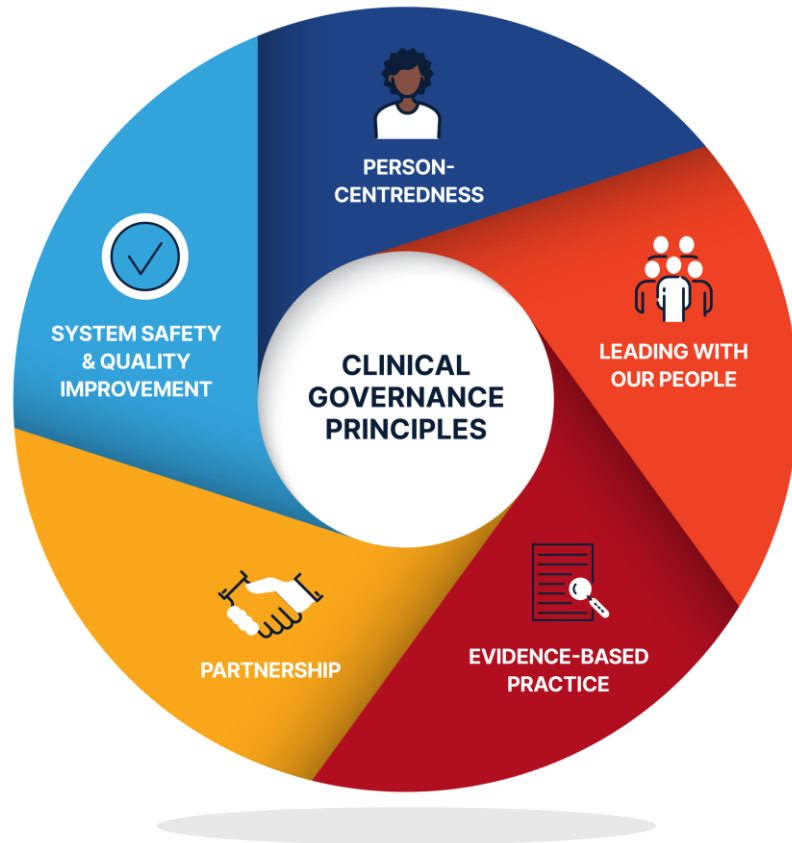 PERSON-
CENTREDNESS
LEADING WITH
OUR PEOPLE
EVIDENCE-BASED
PRACTICE
PARTNERSHIP
SYSTEM SAFETY
& QUALITY
IMPROVEMENT
CLINICAL
GOVERNANCE
PRINCIPLES